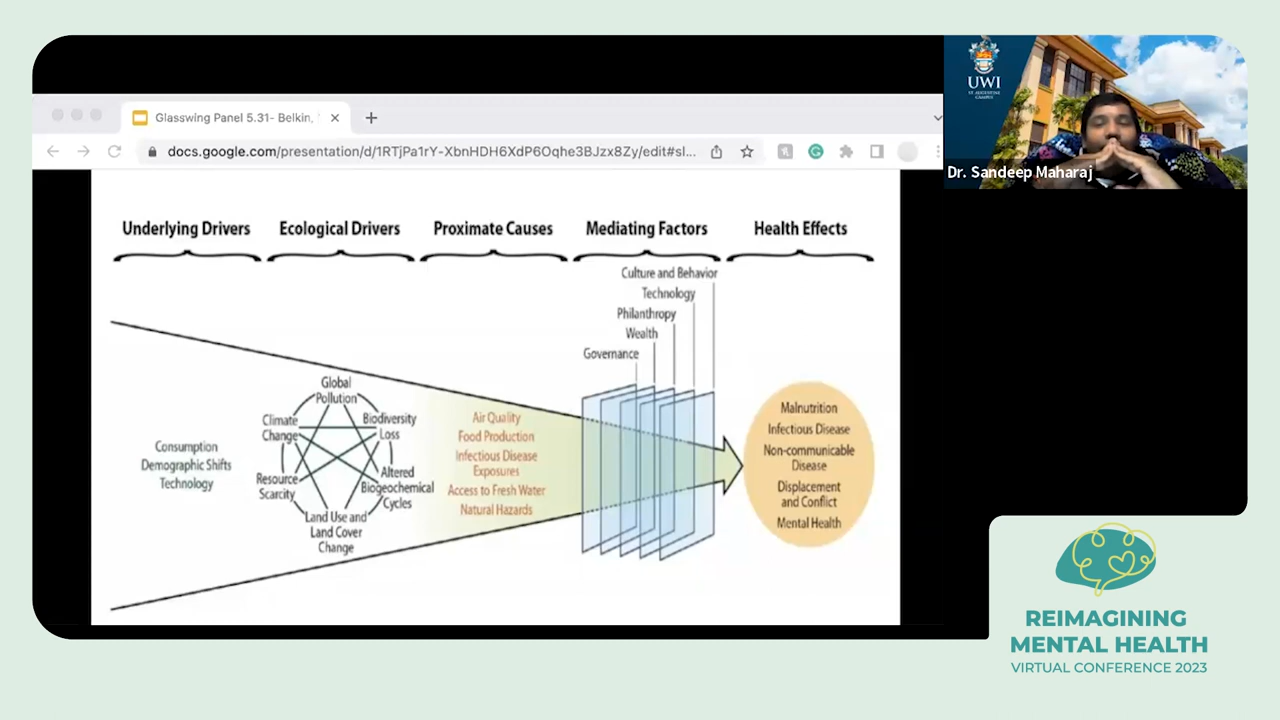 Glasswing Panel 5.31- Belkin,
docs.google.com/presentation/d/1RTjPa1rY-XbnHDH6XdP6Oqhe3BJzx8Zy/edit#sl...
UWI
ST. AUGUSTINE
CAMPUS
Dr. Sandeep Maharaj
Underlying Drivers
Ecological Drivers
Proximate Causes
Mediating Factors
Health Effects
Culture and Behavior
Technology
Philanthropy
Wealth
Governance
Consumption
Demographic Shifts
Technology
Global
Pollution
Climate
Change
Biodiversity
Loss
Resource
Scarcity
Altered
Biogeochemical
Cycles
Land Use and
Land Cover
Change
Air Quality
Food Production
Infectious Disease
Exposures
Access to Fresh Water
Natural Hazards
Malnutrition
Infectious Disease
Non-communicable
Disease
Displacement
and Conflict
Mental Health
REIMAGINING
MENTAL HEALTH
VIRTUAL CONFERENCE 2023